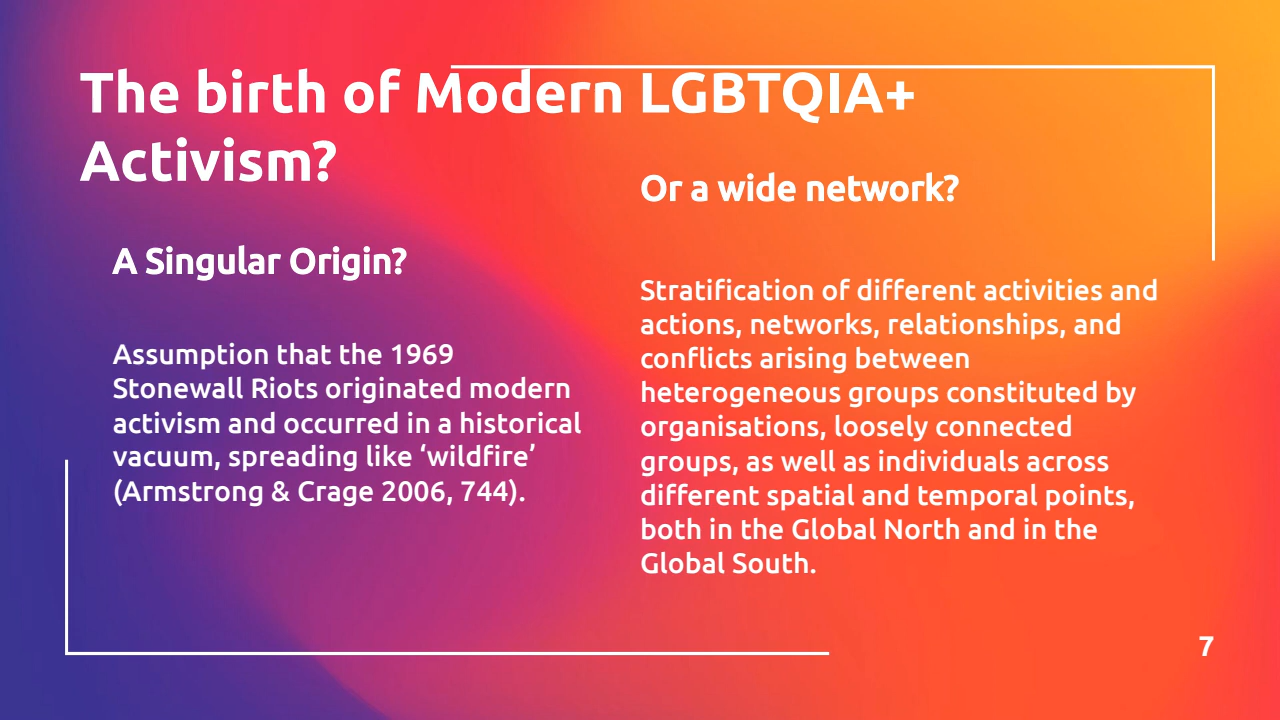 The birth of Modern LGBTQIA+
Activism?
A Singular Origin?
Assumption that the 1969
Stonewall Riots originated modern
activism and occurred in a historical
vacuum, spreading like ‘wildfire’
(Armstrong & Crage 2006, 744).
Or a wide network?
Stratification of different activities and
actions, networks, relationships, and
conflicts arising between
heterogeneous groups constituted by
organisations, loosely connected
groups, as well as individuals across
different spatial and temporal points,
both in the Global North and in the
Global South.
7